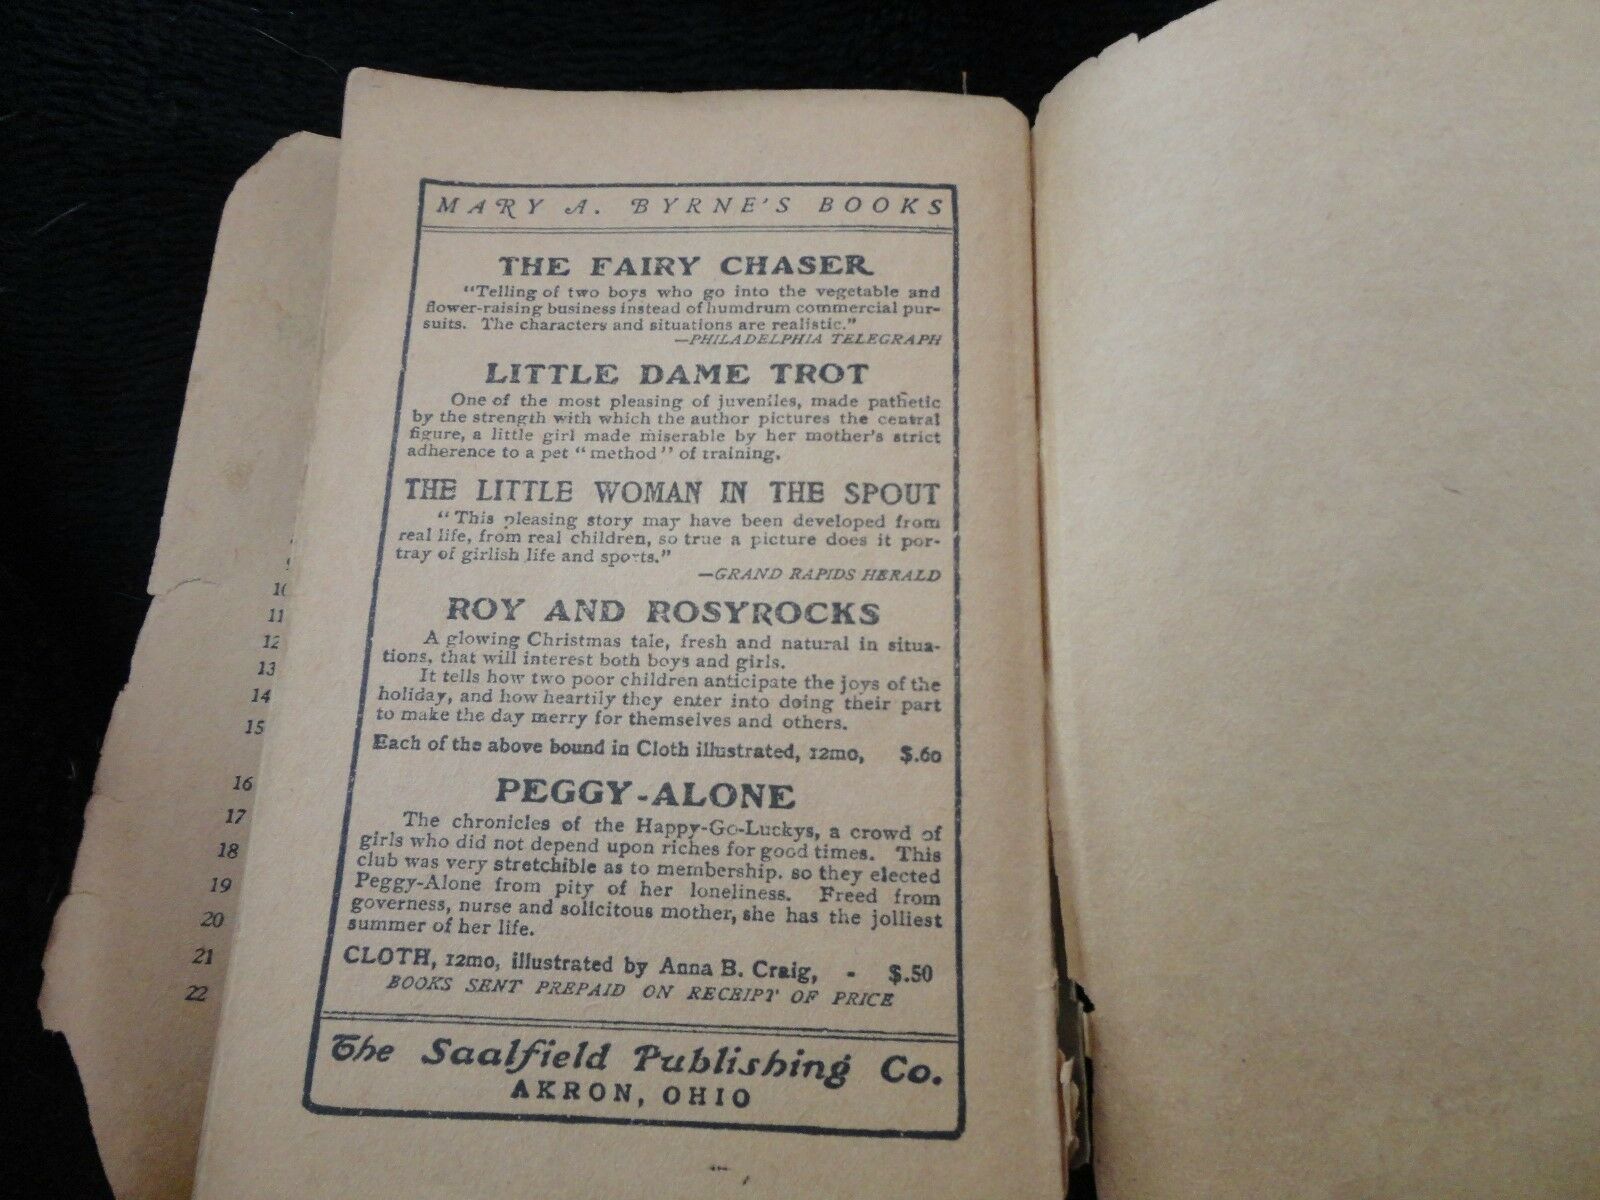 MARY A. BYRNE'S BOOKS
THE FAIRY CHASER
"Telling of two boys who go into the vegetable and
flower-raising business instead of humdrum commercial pur-
suits. The characters and situations are realistic."
—PHILADELPHIA TELEGRAPH
LITTLE DAME TROT
One of the most pleasing of juveniles, made pathetic
by the strength with which the author pictures the central
figure, a little girl made miserable by her mother's strict
adherence to a pet "method" of training.
THE LITTLE WOMAN IN THE SPOUT
"This pleasing story may have been developed from
real life, from real children, so true a picture does it por-
tray of girlish life and sports."
—GRAND RAPIDS HERALD
ROY AND ROSYROCKS
A glowing Christmas tale, fresh and natural in situa-
tions, that will interest both boys and girls.
It tells how two poor children anticipate the joys of the
holiday, and how heartily they enter into doing their part
to make the day merry for themselves and others.
Each of the above bound in Cloth illustrated, 12mo, $.60
PEGGY-ALONE
The chronicles of the Happy-Go-Luckys, a crowd of
girls who did not depend upon riches for good times. This
club was very stretchible as to membership. so they elected
Peggy-Alone from pity of her loneliness. Freed from
governess, nurse and solicitous mother, she has the jolliest
summer of her life.
CLOTH, 12mo, illustrated by Anna B. Craig, - $.50
BOOKS SENT PREPAID ON RECEIPT OF PRICE
The Saalfield Publishing Co.
AKRON, OHIO
11
12
13
14
15
16
17
18
19
20
21
22